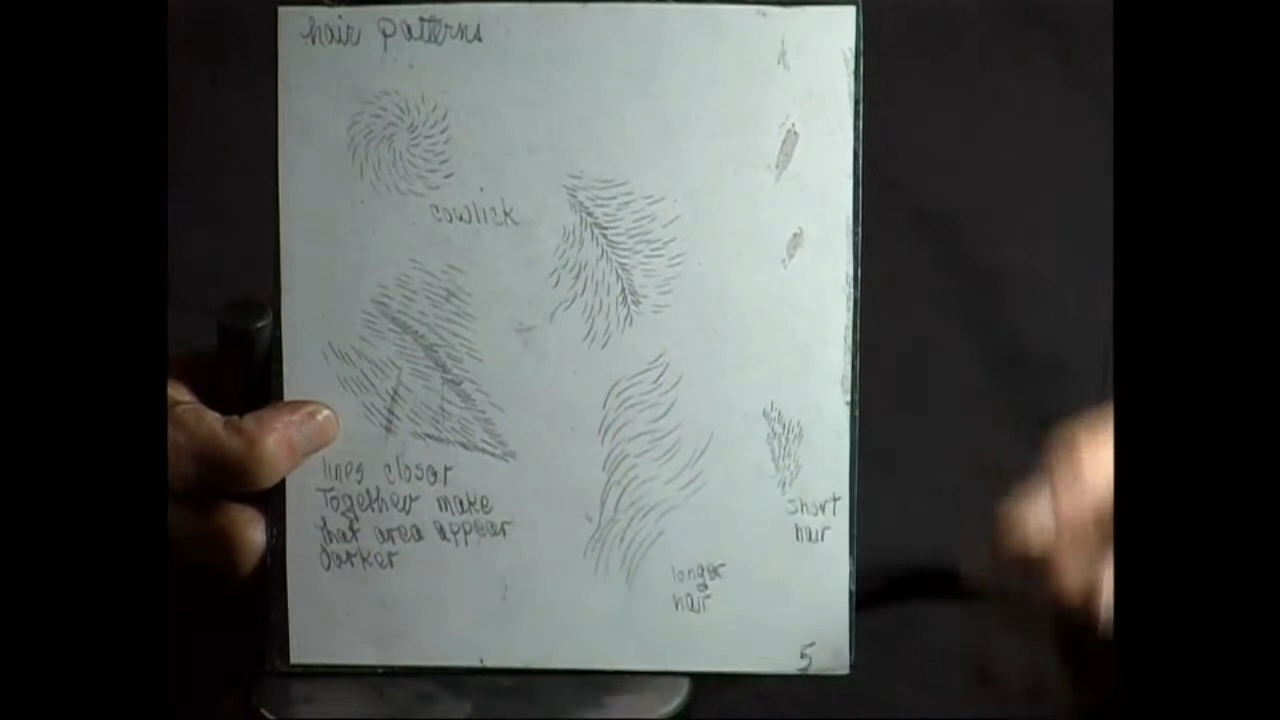 hair patterns
cowlick
lines closer
Together make
that area appear
Darker
short
hair
longer
hair
5